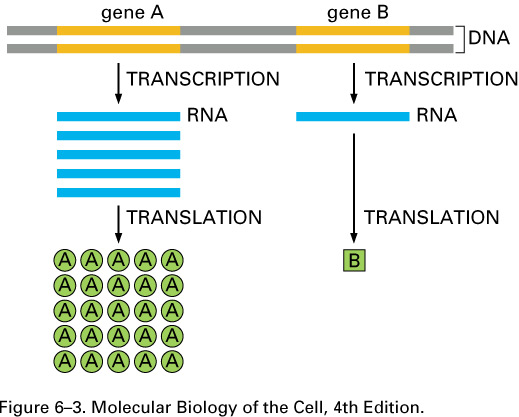 gene A gene B
DNA
TRANSCRIPTION TRANSCRIPTION
RNA RNA
TRANSLATION TRANSLATION
A A A A A B
A A A A A
A A A A A
A A A A A
A A A A A
Figure 6–3. Molecular Biology of the Cell, 4th Edition.